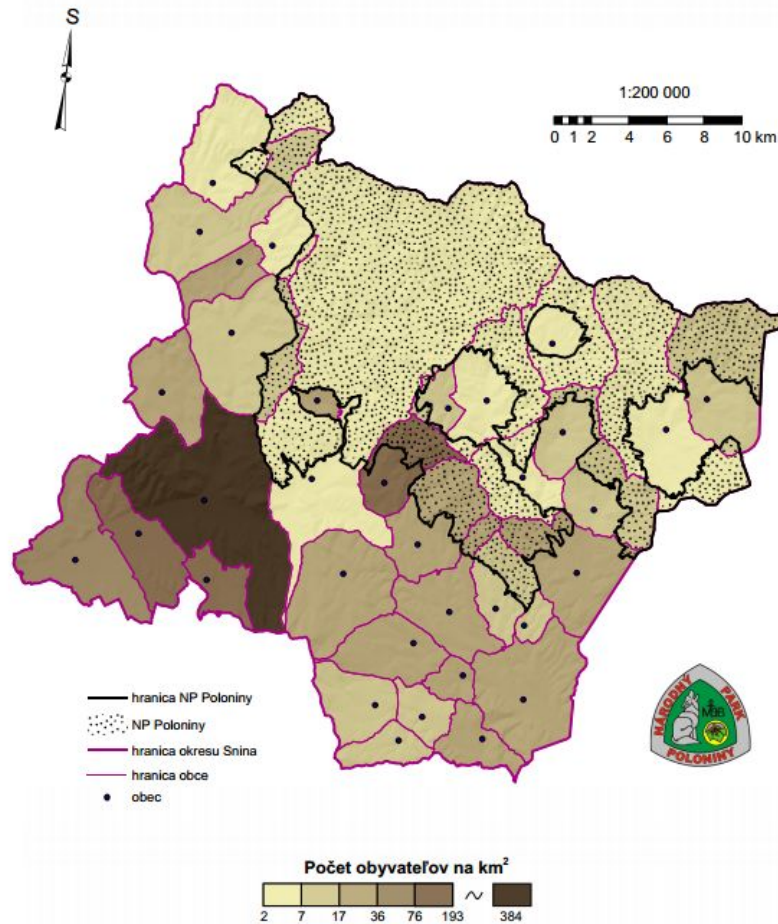 S
1:200 000
0 1 2 4 6 8 10 km
hranica NP Poloniny
NP Poloniny
hranica okresu Snina
hranica obce
obec
NÁRODNÝ PARK
POLONINY
Počet obyvateľov na km²
2 7 17 36 76 193 ~ 384